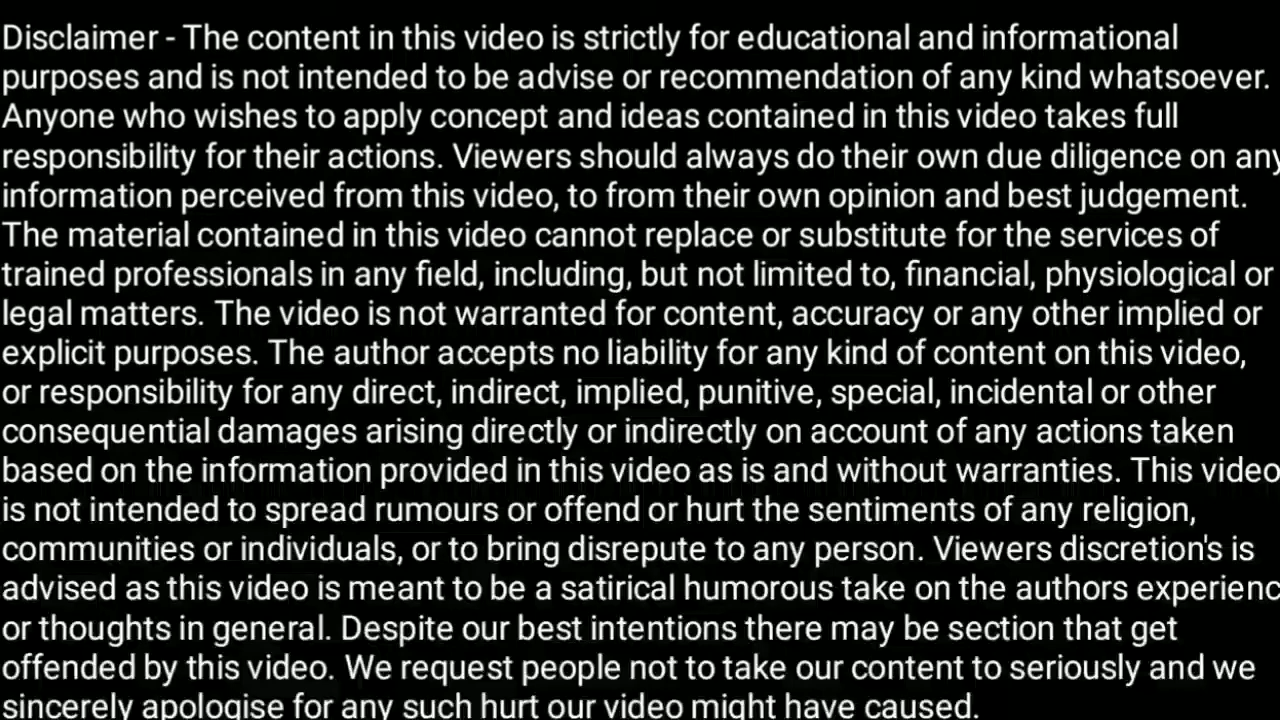 Disclaimer - The content in this video is strictly for educational and informational
purposes and is not intended to be advise or recommendation of any kind whatsoever.
Anyone who wishes to apply concept and ideas contained in this video takes full
responsibility for their actions. Viewers should always do their own due diligence on any
information perceived from this video, to from their own opinion and best judgement.
The material contained in this video cannot replace or substitute for the services of
trained professionals in any field, including, but not limited to, financial, physiological or
legal matters. The video is not warranted for content, accuracy or any other implied or
explicit purposes. The author accepts no liability for any kind of content on this video,
or responsibility for any direct, indirect, implied, punitive, special, incidental or other
consequential damages arising directly or indirectly on account of any actions taken
based on the information provided in this video as is and without warranties. This video
is not intended to spread rumours or offend or hurt the sentiments of any religion,
communities or individuals, or to bring disrepute to any person. Viewers discretion's is
advised as this video is meant to be a satirical humorous take on the authors experienc
or thoughts in general. Despite our best intentions there may be section that get
offended by this video. We request people not to take our content to seriously and we
sincerely apologise for any such hurt our video might have caused.